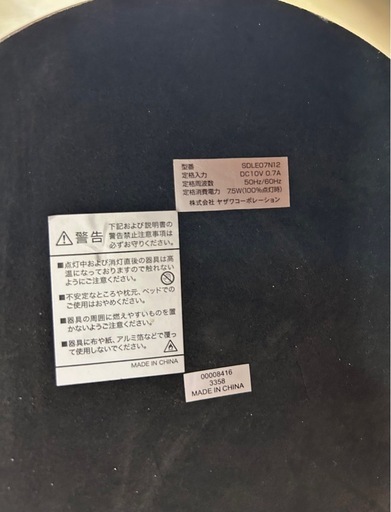 型番 SDLE07N12
定格入力 DC10V 0.7A
定格周波数 50Hz/60Hz
定格消費電力 7.5W(100%点灯時)
株式会社 ヤザワコーポレーション
警告 下記および説明書の
警告禁止注意事項は
必ずお守りください。
■点灯中および消灯直後の器具は高
温になっておりますので触れない
ようにご注意ください。
■不安定なところや枕元、ベッドでの
ご使用はおやめください。
■器具の周囲に燃えやすいものを置
かないようご注意ください。
■器具に布や紙、アルミ箔などで覆っ
て使用しないでください。
MADE IN CHINA
00008416
3358
MADE IN CHINA